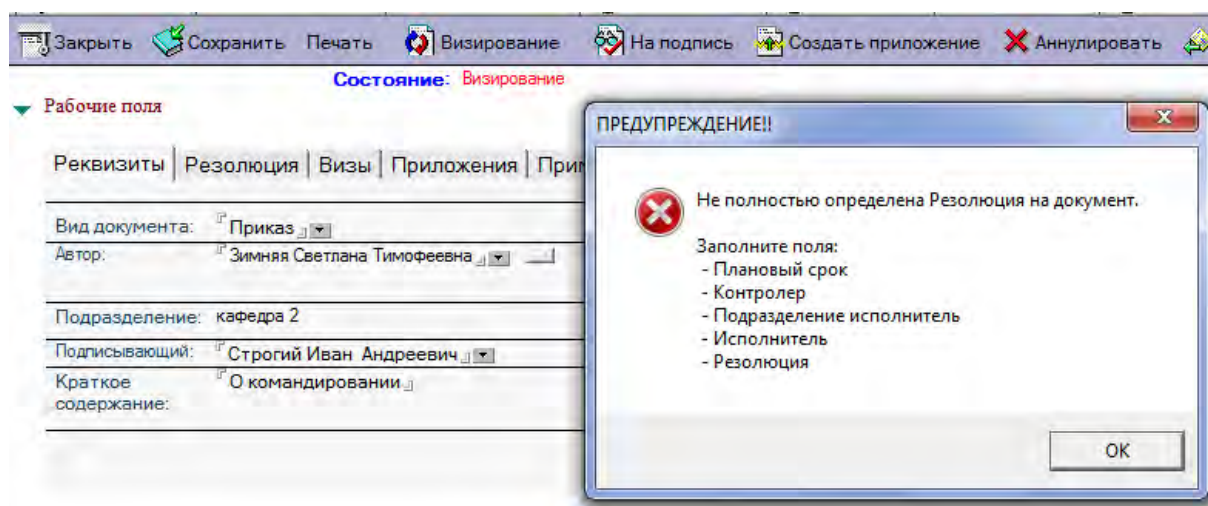 Закрыть Сохранить Печать Визирование На подпись Создать приложение Аннулировать
Состояние: Визирование
Рабочие поля
Реквизиты Резолюция Визы Приложения
Вид документа: Приказ
Автор: Зимняя Светлана Тимофеевна
Подразделение: кафедра 2
Подписывающий: Строгий Иван Андреевич
Краткое содержание: О командировании
ПРЕДУПРЕЖДЕНИЕ!!
Не полностью определена Резолюция на документ.
Заполните поля:
- Плановый срок
- Контролер
- Подразделение исполнитель
- Исполнитель
- Резолюция
OK